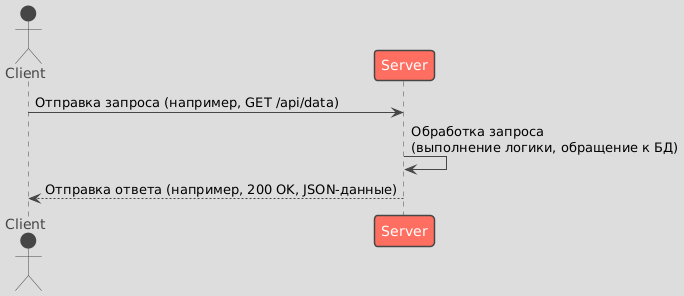 Client
Server
Отправка запроса (например, GET /api/data)
Обработка запроса
(выполнение логики, обращение к БД)
Отправка ответа (например, 200 OK, JSON-данные)
Client
Server